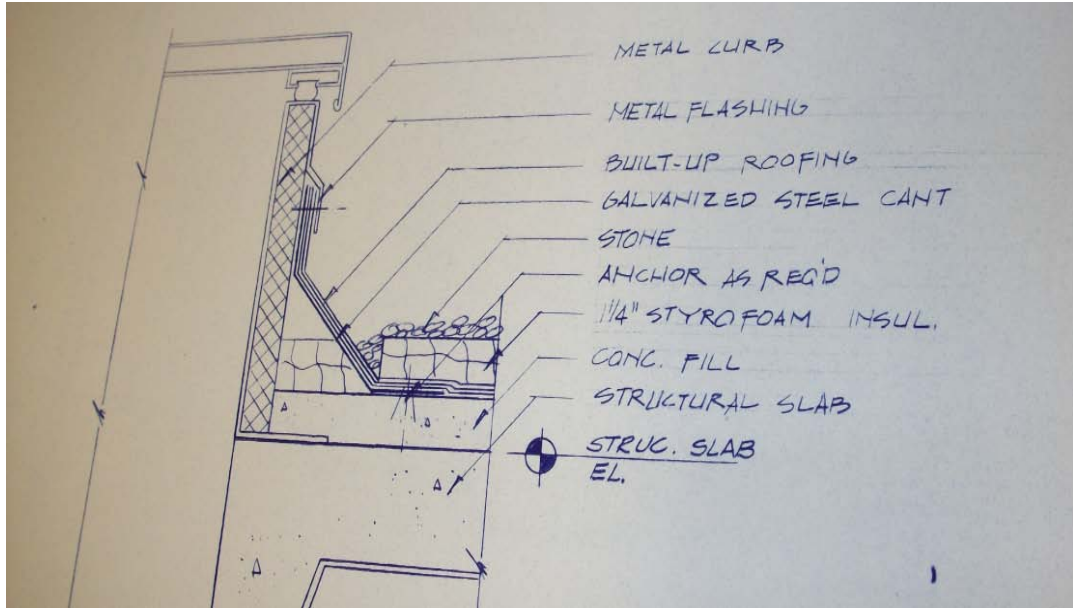 METAL CURB
METAL FLASHING
BUILT-UP ROOFING
GALVANIZED STEEL CANT
STONE
ANCHOR AS REQ'D
1 1/4" STYROFOAM INSUL.
CONC. FILL
STRUCTURAL SLAB
STRUC. SLAB
EL.